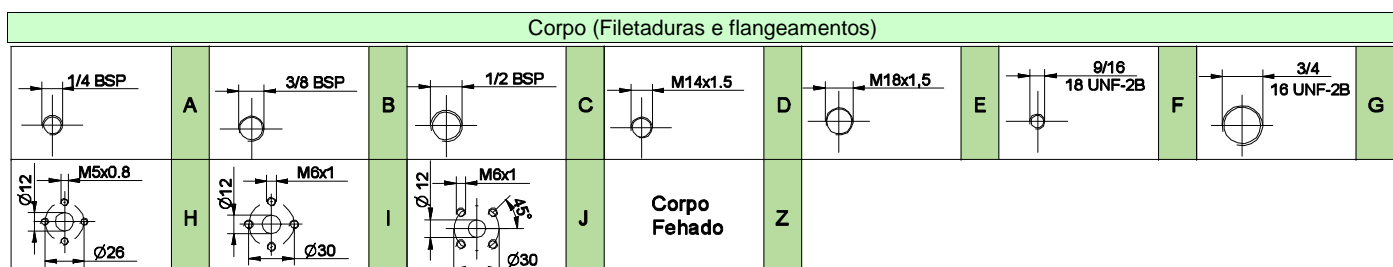 Corpo (Filetaduras e flangeamentos)
1/4 BSP
A
3/8 BSP
B
1/2 BSP
C
M14x1.5
D
M18x1,5
E
9/16
18 UNF-2B
F
3/4
16 UNF-2B
G
M5x0.8
Ø12
Ø26
H
M6x1
Ø12
Ø30
I
M6x1
Ø 12
45°
Ø30
J
Corpo
Fehado
Z